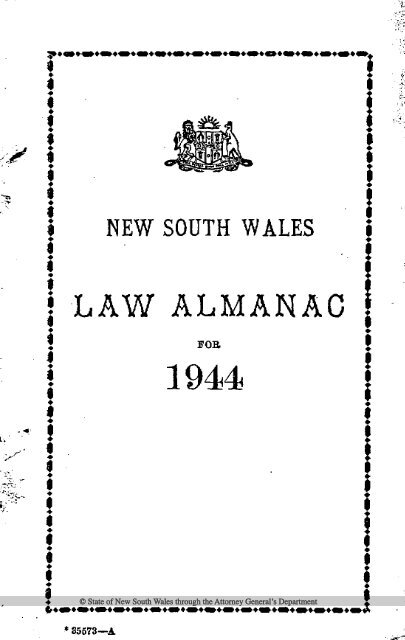 NEW SOUTH WALES
LAW ALMANAC
FOR
1944
© State of New South Wales through the Attorney General's Department
* 35573—A